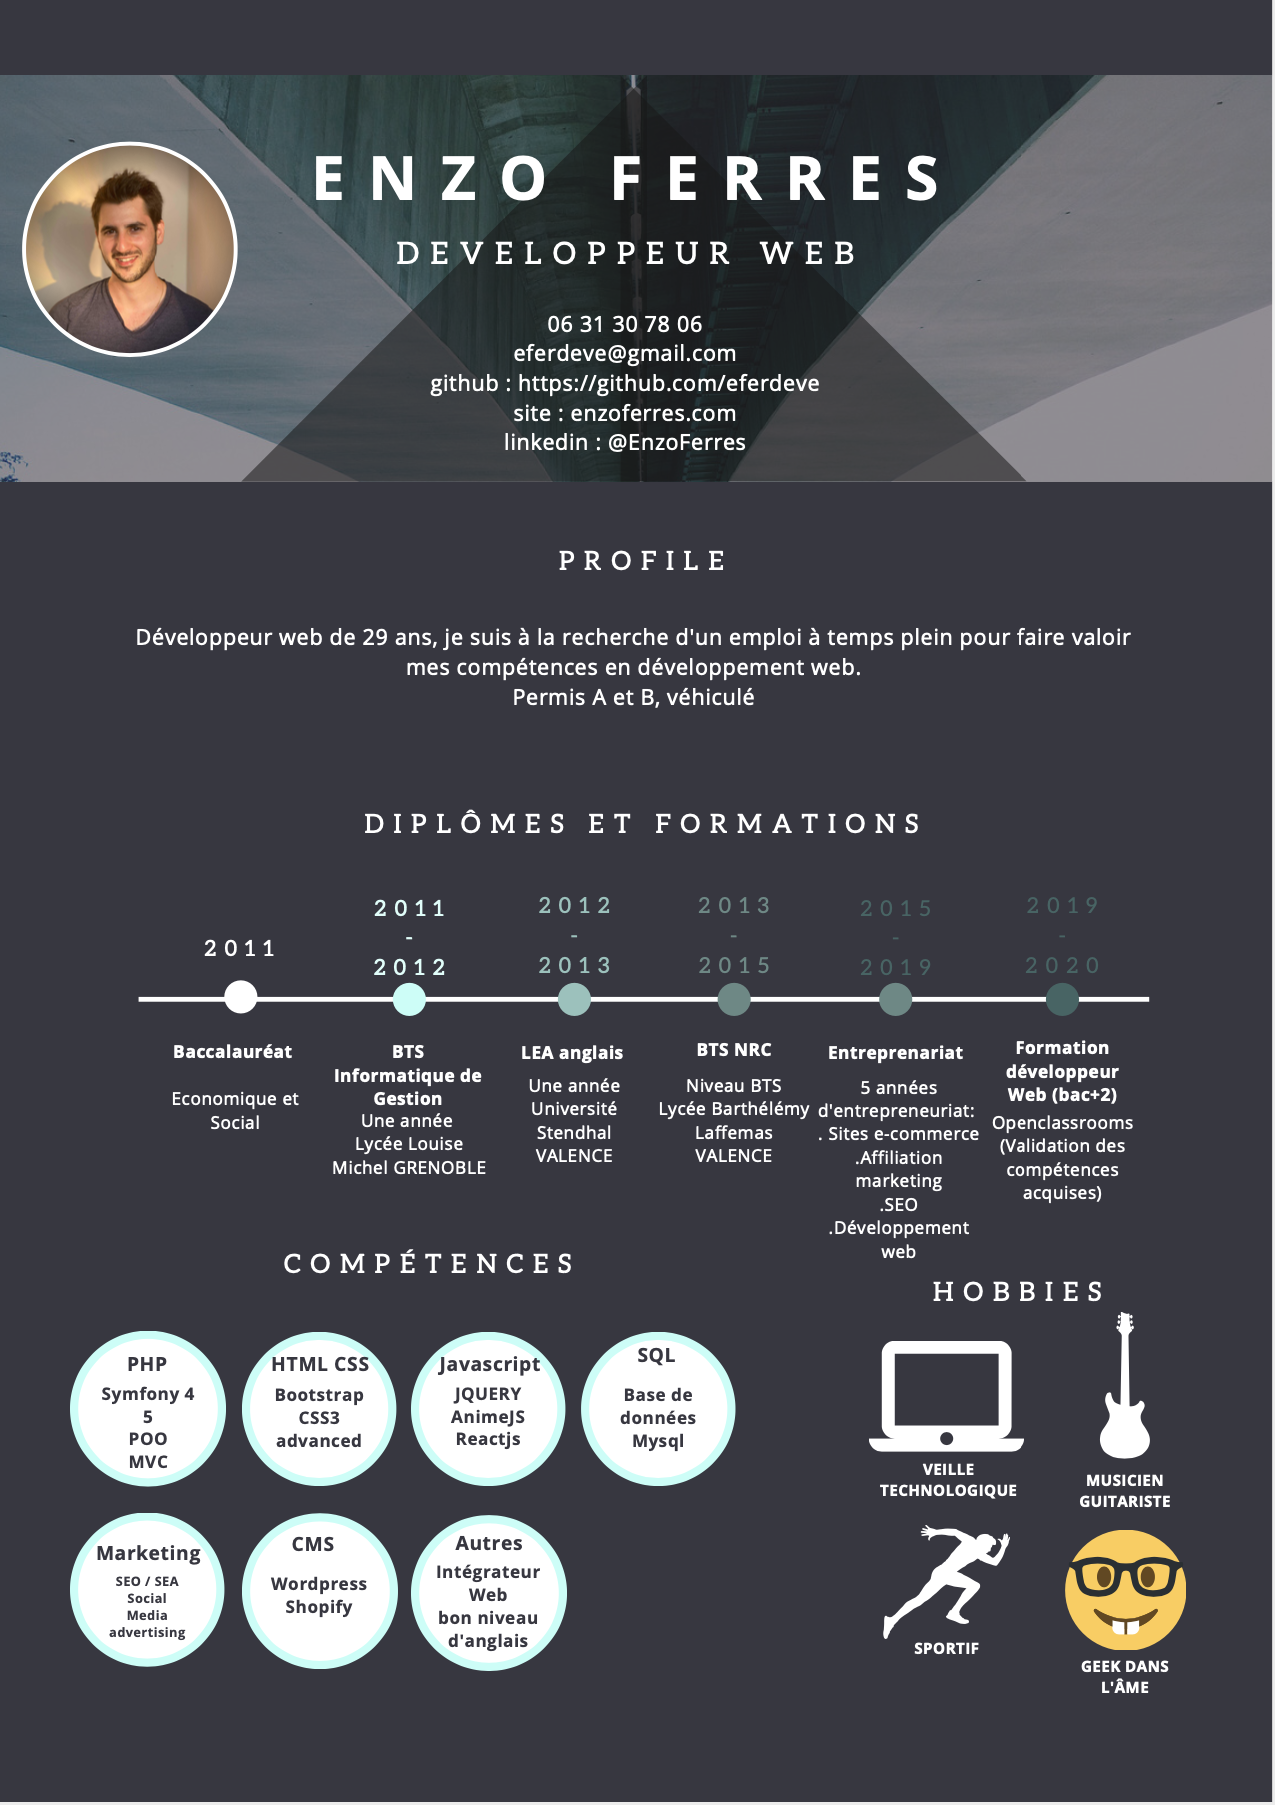 ENZO FERRES
DEVELOPPEUR WEB
06 31 30 78 06
eferdeve@gmail.com
github : https://github.com/eferdeve
site : enzoferres.com
linkedin : @EnzoFerres
PROFILE
Développeur web de 29 ans, je suis à la recherche d'un emploi à temps plein pour faire valoir
mes compétences en développement web.
Permis A et B, véhiculé
DIPLÔMES ET FORMATIONS
2011
Baccalauréat
Economique et
Social
2011
-
2012
BTS
Informatique de
Gestion
Une année
Lycée Louise
Michel GRENOBLE
2012
-
2013
LEA anglais
Une année
Université
Stendhal
VALENCE
2013
-
2015
BTS NRC
Niveau BTS
Lycée Barthélémy
Laffemas
VALENCE
2015
-
2019
Entreprenariat
5 années
d'entrepreneuriat:
. Sites e-commerce
.Affiliation
marketing
.SEO
.Développement
web
2019
-
2020
Formation
développeur
Web (bac+2)
Openclassrooms
(Validation des
compétences
acquises)
COMPÉTENCES
PHP
Symfony 4
5
POO
MVC
HTML CSS
Bootstrap
CSS3
advanced
Javascript
JQUERY
AnimeJS
Reactjs
SQL
Base de
données
Mysql
Marketing
SEO / SEA
Social
Media
advertising
CMS
Wordpress
Shopify
Autres
Intégrateur
Web
bon niveau
d'anglais
HOBBIES
VEILLE
TECHNOLOGIQUE
MUSICIEN
GUITARISTE
SPORTIF
GEEK DANS
L'ÂME